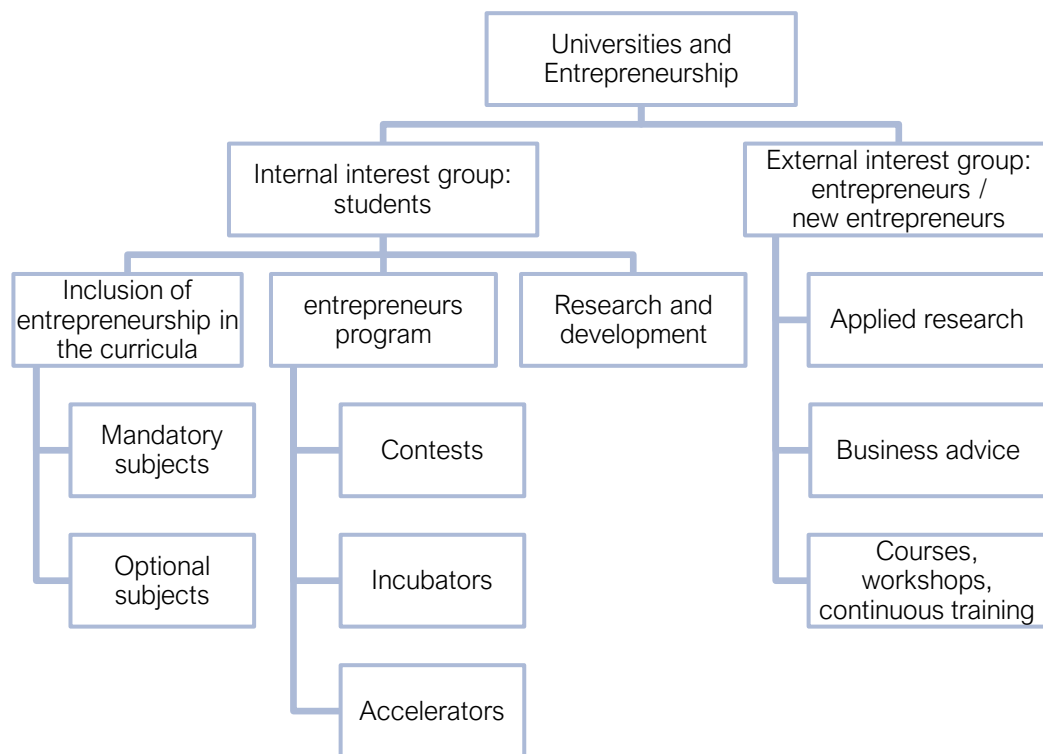 Universities and
Entrepreneurship
Internal interest group:
students
External interest group:
entrepreneurs /
new entrepreneurs
Inclusion of
entrepreneurship in
the curricula
entrepreneurs
program
Research and
development
Applied research
Mandatory
subjects
Contests
Business advice
Optional
subjects
Incubators
Courses,
workshops,
continuous training
Accelerators